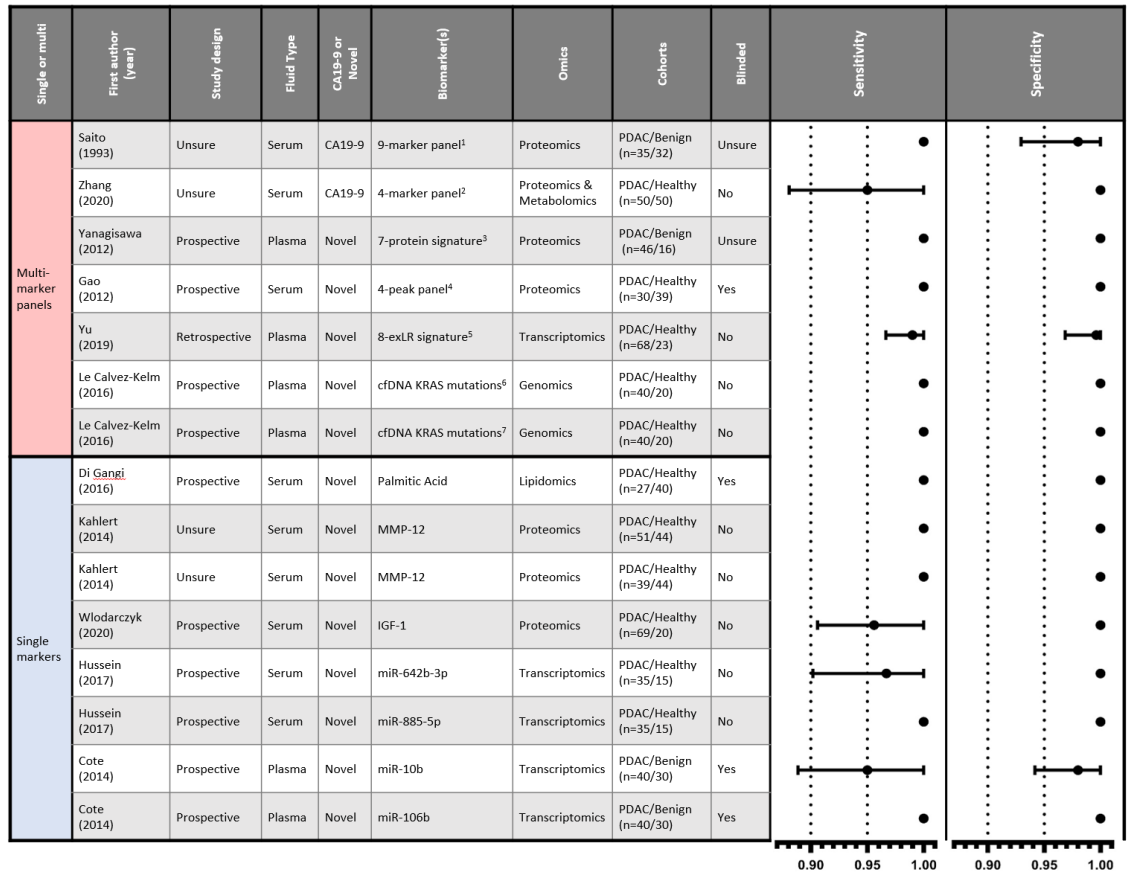 Single or multi
First author
(year)
Study design
Fluid Type
CA19-9 or
Novel
Biomarker(s)
Omics
Cohorts
Blinded
Sensitivity
Specificity
Multi-
marker
panels
Saito
(1993)
Unsure
Serum
CA19-9
9-marker panel¹
Proteomics
PDAC/Benign
(n=35/32)
Unsure
Zhang
(2020)
Unsure
Serum
CA19-9
4-marker panel²
Proteomics &
Metabolomics
PDAC/Healthy
(n=50/50)
No
Yanagisawa
(2012)
Prospective
Plasma
Novel
7-protein signature³
Proteomics
PDAC/Benign
(n=46/16)
Unsure
Gao
(2012)
Prospective
Serum
Novel
4-peak panel⁴
Proteomics
PDAC/Healthy
(n=30/39)
Yes
Yu
(2019)
Retrospective
Plasma
Novel
8-exLR signature⁵
Transcriptomics
PDAC/Healthy
(n=68/23)
No
Le Calvez-Kelm
(2016)
Prospective
Plasma
Novel
cfDNA KRAS mutations⁶
Genomics
PDAC/Healthy
(n=40/20)
No
Le Calvez-Kelm
(2016)
Prospective
Plasma
Novel
cfDNA KRAS mutations⁷
Genomics
PDAC/Healthy
(n=40/20)
No
Single
markers
Di Gangi
(2016)
Prospective
Serum
Novel
Palmitic Acid
Lipidomics
PDAC/Healthy
(n=27/40)
Yes
Kahlert
(2014)
Unsure
Serum
Novel
MMP-12
Proteomics
PDAC/Healthy
(n=51/44)
No
Kahlert
(2014)
Unsure
Serum
Novel
MMP-12
Proteomics
PDAC/Healthy
(n=39/44)
No
Wlodarczyk
(2020)
Prospective
Serum
Novel
IGF-1
Proteomics
PDAC/Healthy
(n=69/20)
No
Hussein
(2017)
Prospective
Serum
Novel
miR-642b-3p
Transcriptomics
PDAC/Healthy
(n=35/15)
No
Hussein
(2017)
Prospective
Serum
Novel
miR-885-5p
Transcriptomics
PDAC/Healthy
(n=35/15)
No
Cote
(2014)
Prospective
Plasma
Novel
miR-10b
Transcriptomics
PDAC/Benign
(n=40/30)
Yes
Cote
(2014)
Prospective
Plasma
Novel
miR-106b
Transcriptomics
PDAC/Benign
(n=40/30)
Yes
0.90 0.95 1.00
0.90 0.95 1.00